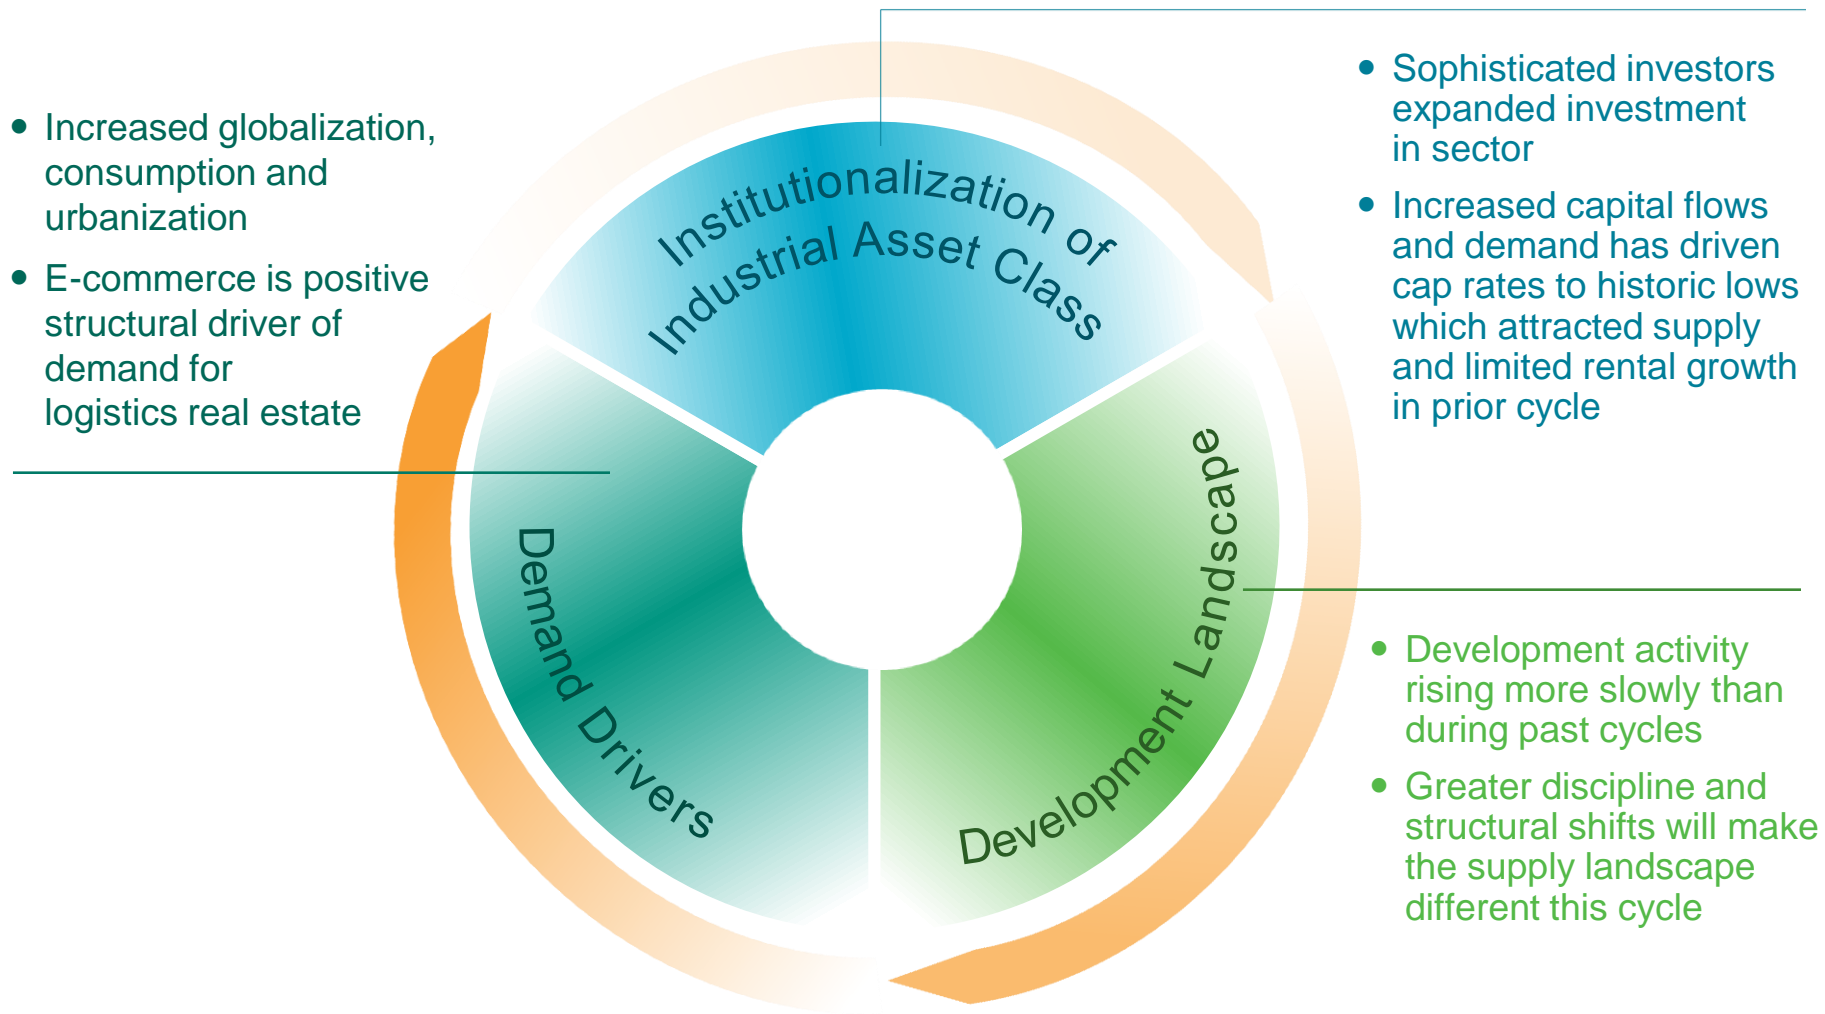 • Increased globalization,
consumption and
urbanization
• E-commerce is positive
structural driver of
demand for
logistics real estate
Institutionalization of
Industrial Asset Class
• Sophisticated investors
expanded investment
in sector
• Increased capital flows
and demand has driven
cap rates to historic lows
which attracted supply
and limited rental growth
in prior cycle
Demand Drivers
Development Landscape
• Development activity
rising more slowly than
during past cycles
• Greater discipline and
structural shifts will make
the supply landscape
different this cycle